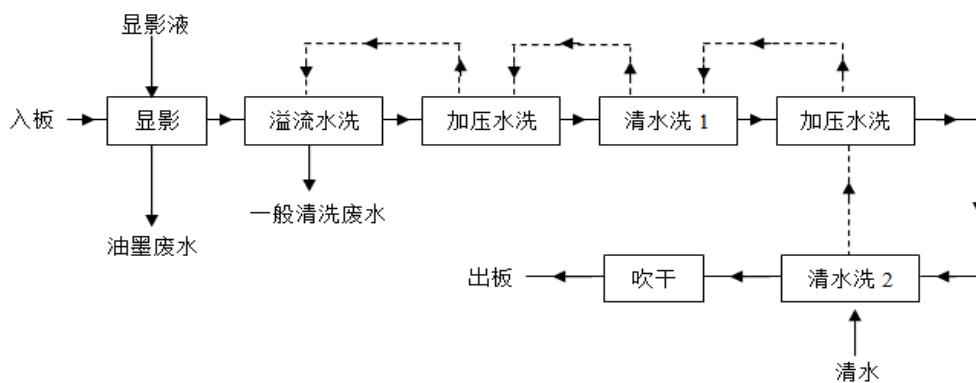 显影液
入板
显影
溢流水洗
加压水洗
清水洗 1
加压水洗
一般清洗废水
油墨废水
出板
吹干
清水洗 2
清水